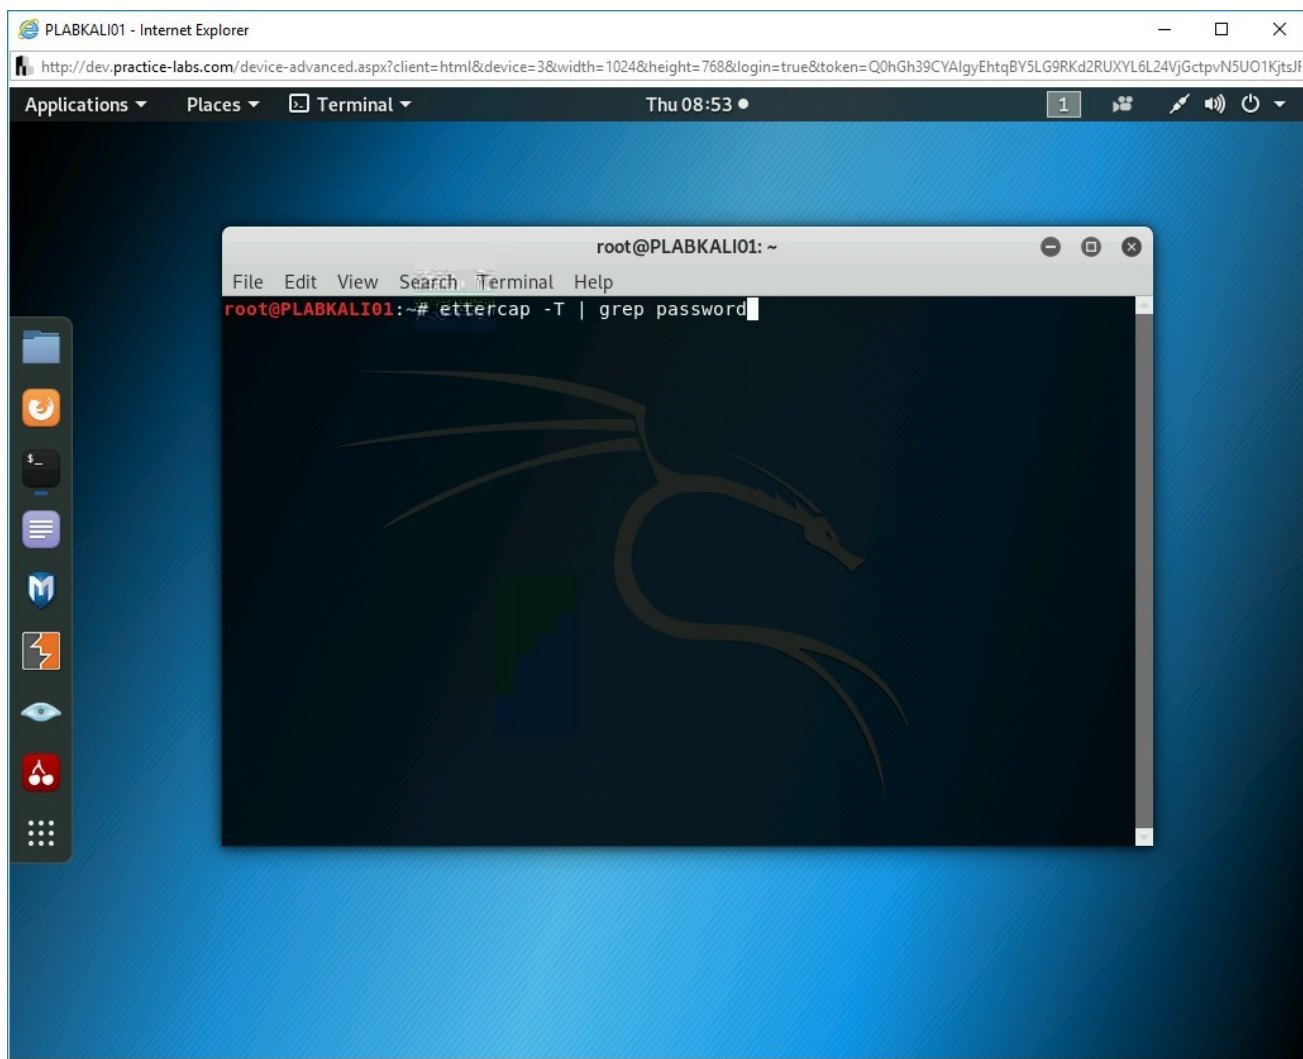 PLABKALI01 - Internet Explorer
http://dev.practice-labs.com/device-advanced.aspx?client=html&device=3&width=1024&height=768&login=true&token=Q0hGh39CYAIgyEhtqBY5LG9RKd2RUXYL6L24VjGctpvN5UO1KjtsJF
Applications Places Terminal Thu 08:53 1
root@PLABKALI01: ~
File Edit View Search Terminal Help
root@PLABKALI01:~# ettercap -T | grep password
$_